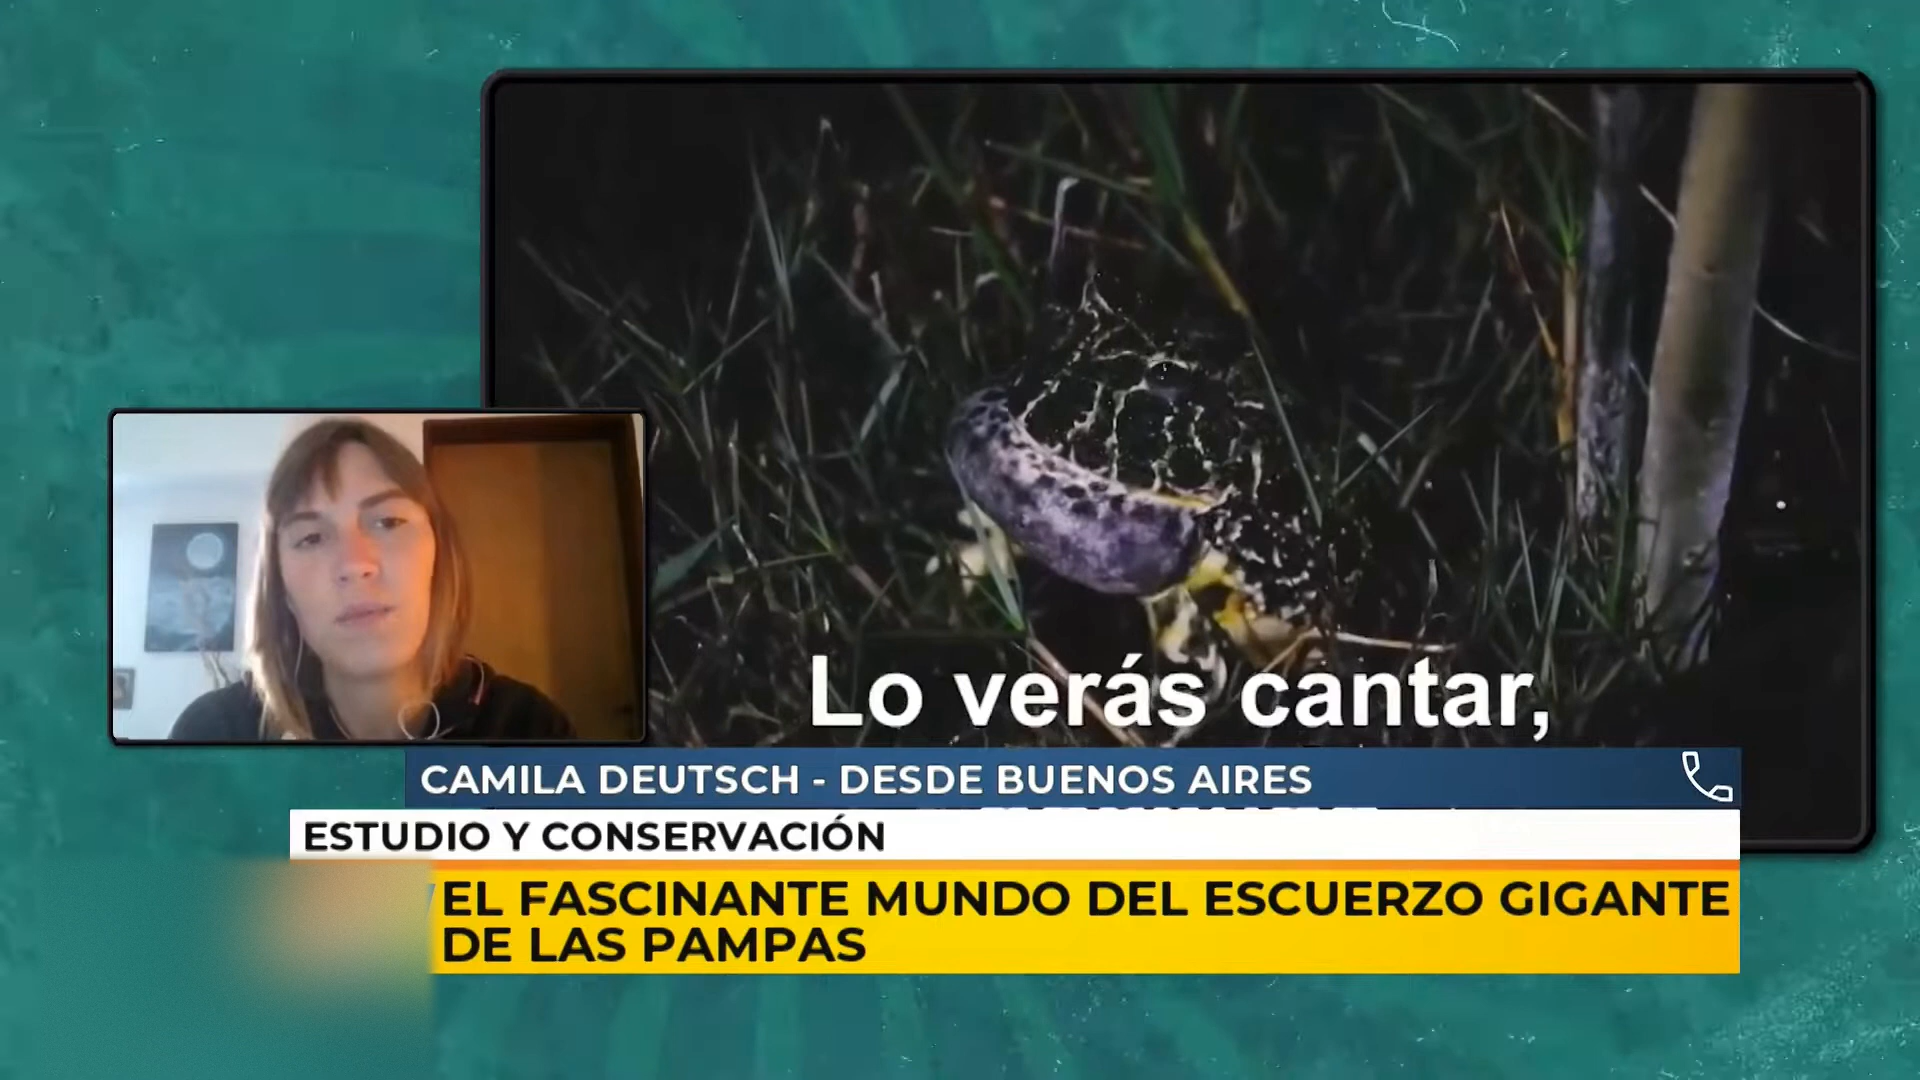 Lo verás cantar,
CAMILA DEUTSCH - DESDE BUENOS AIRES
ESTUDIO Y CONSERVACIÓN
EL FASCINANTE MUNDO DEL ESCUERZO GIGANTE
DE LAS PAMPAS